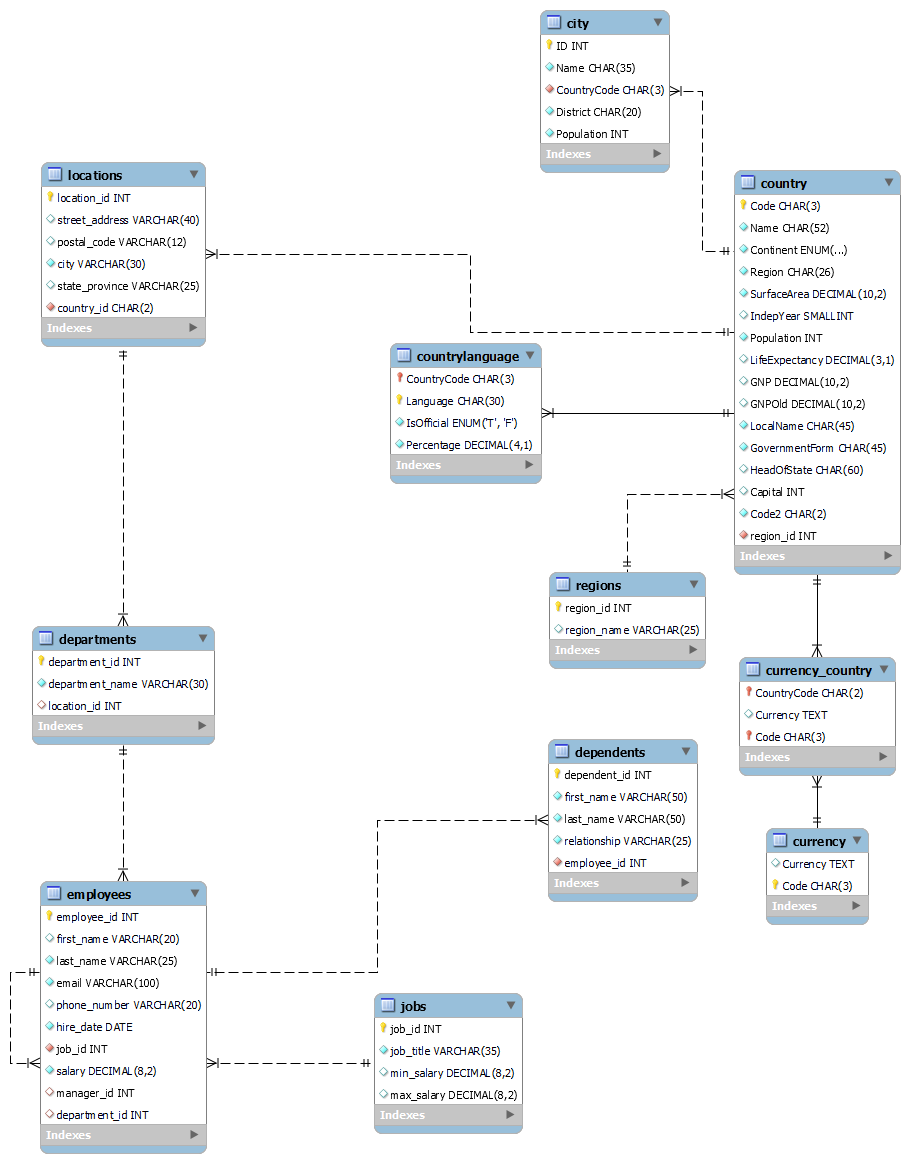 city
ID INT
Name CHAR(35)
CountryCode CHAR(3)
District CHAR(20)
Population INT
Indexes
locations
location_id INT
street_address VARCHAR(40)
postal_code VARCHAR(12)
city VARCHAR(30)
state_province VARCHAR(25)
country_id CHAR(2)
Indexes
country
Code CHAR(3)
Name CHAR(52)
Continent ENUM(...)
Region CHAR(26)
SurfaceArea DECIMAL(10,2)
IndepYear SMALLINT
Population INT
LifeExpectancy DECIMAL(3,1)
GNP DECIMAL(10,2)
GNPOld DECIMAL(10,2)
LocalName CHAR(45)
GovernmentForm CHAR(45)
HeadOfState CHAR(60)
Capital INT
Code2 CHAR(2)
region_id INT
Indexes
countrylanguage
CountryCode CHAR(3)
Language CHAR(30)
IsOfficial ENUM('T', 'F')
Percentage DECIMAL(4,1)
Indexes
regions
region_id INT
region_name VARCHAR(25)
Indexes
departments
department_id INT
department_name VARCHAR(30)
location_id INT
Indexes
currency_country
CountryCode CHAR(2)
Currency TEXT
Code CHAR(3)
Indexes
dependents
dependent_id INT
first_name VARCHAR(50)
last_name VARCHAR(50)
relationship VARCHAR(25)
employee_id INT
Indexes
currency
Currency TEXT
Code CHAR(3)
Indexes
employees
employee_id INT
first_name VARCHAR(20)
last_name VARCHAR(25)
email VARCHAR(100)
phone_number VARCHAR(20)
hire_date DATE
job_id INT
salary DECIMAL(8,2)
manager_id INT
department_id INT
Indexes
jobs
job_id INT
job_title VARCHAR(35)
min_salary DECIMAL(8,2)
max_salary DECIMAL(8,2)
Indexes